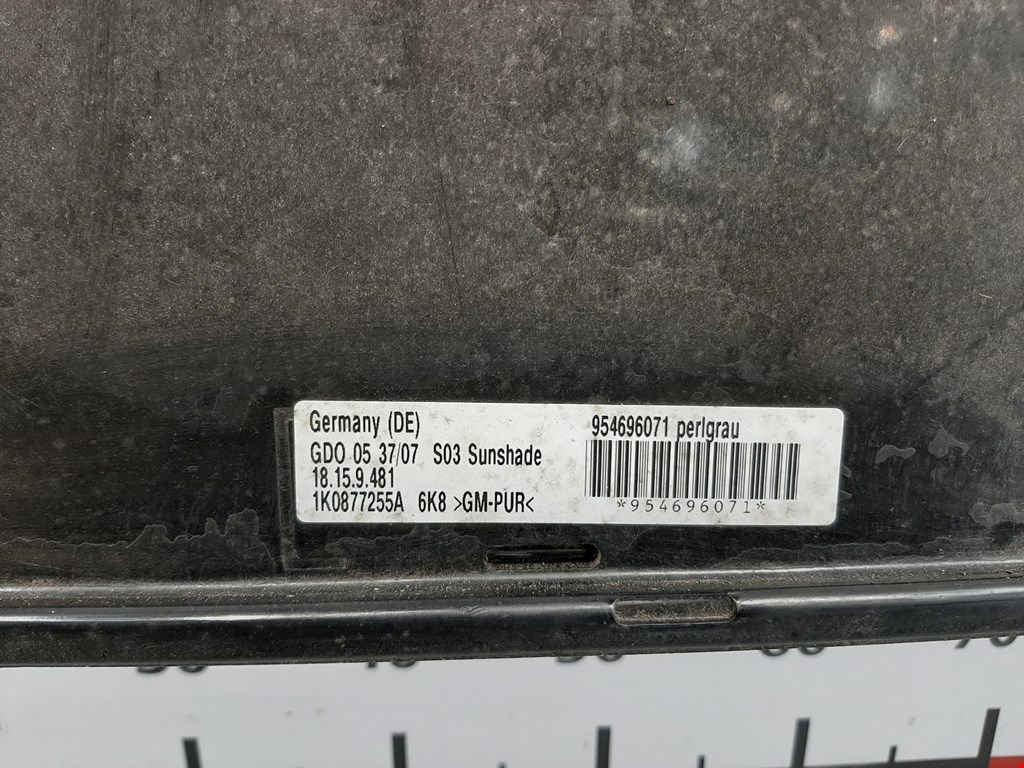 Germany (DE)
GDO 05 37/07 S03 Sunshade
18.15.9.481
1K0877255A 6K8 >GM-PUR<
954696071 perlgrau
*954696071*